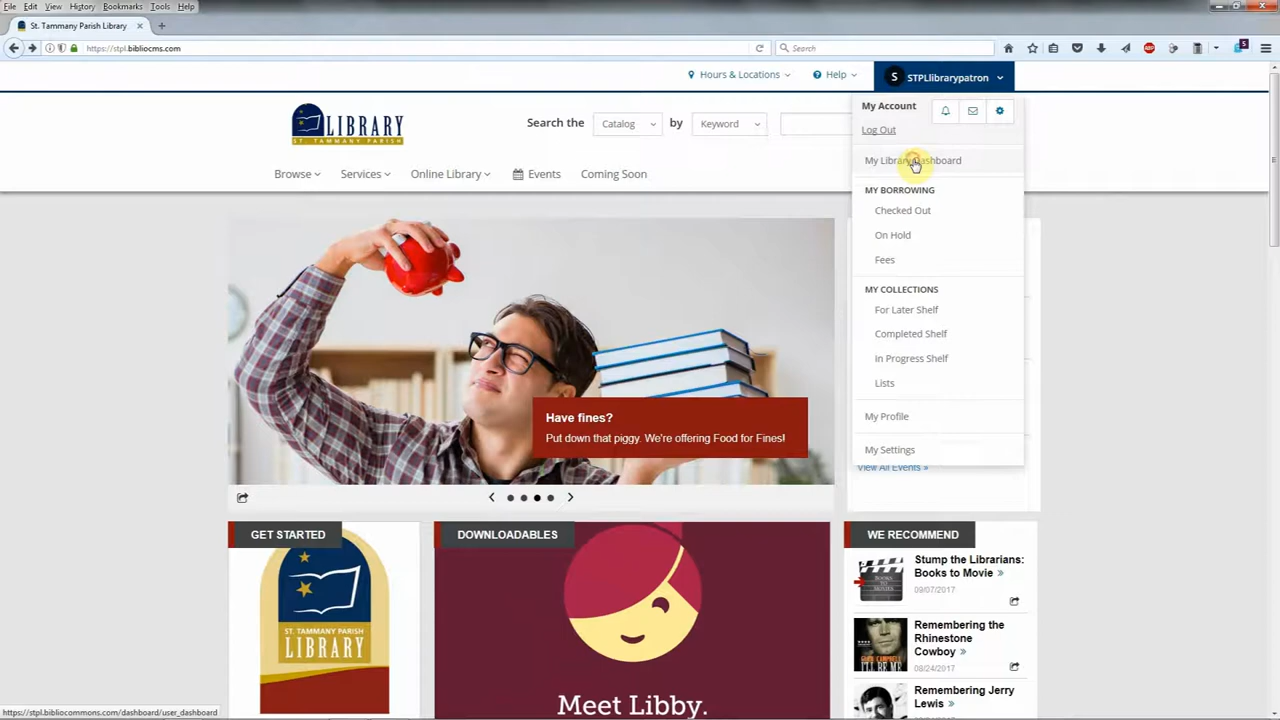 File Edit View History Bookmarks Tools Help
St. Tammany Parish Library
https://stpl.bibliocms.com
Search
Hours & Locations
Help
S STPLlibrarypatron
LIBRARY
ST. TAMMANY PARISH
Search the
Catalog
by
Keyword
My Account
Log Out
My Library Dashboard
Browse
Services
Online Library
Events
Coming Soon
MY BORROWING
Checked Out
On Hold
Fees
MY COLLECTIONS
For Later Shelf
Completed Shelf
In Progress Shelf
Lists
My Profile
My Settings
View All Events »
Have fines?
Put down that piggy. We're offering Food for Fines!
GET STARTED
ST. TAMMANY PARISH
LIBRARY
DOWNLOADABLES
Meet Libby.
WE RECOMMEND
BOOKS TO MOVIE
Stump the Librarians:
Books to Movie »
09/07/2017
I'LL BE ME
Remembering the
Rhinestone
Cowboy »
08/24/2017
Remembering Jerry
Lewis »
https://stpl.bibliocommons.com/dashboard/user_dashboard